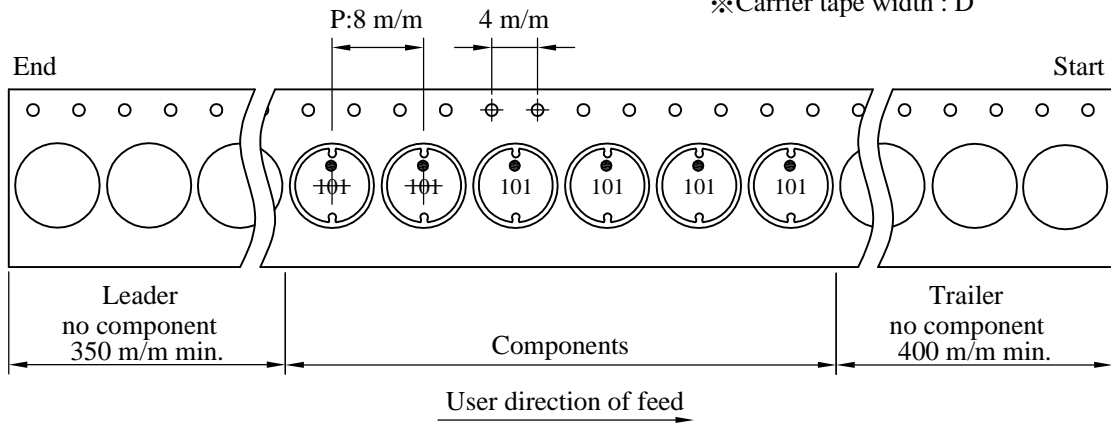 ※Carrier tape width : D
P:8 m/m
4 m/m
End
Start
101 101 101 101 101 101
Leader
no component
350 m/m min.
Components
Trailer
no component
400 m/m min.
User direction of feed